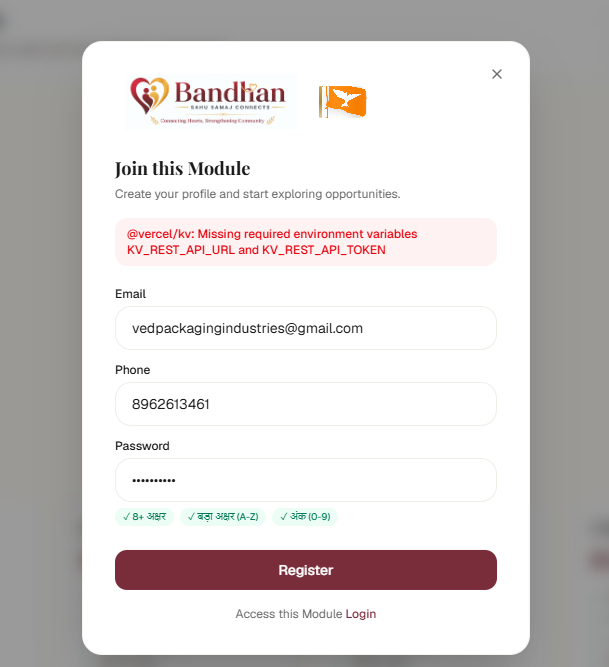 Bandhan
SAHU SAMAJ CONNECTS
Connecting Hearts, Strengthening Community
Join this Module
Create your profile and start exploring opportunities.
@vercel/kv: Missing required environment variables
KV_REST_API_URL and KV_REST_API_TOKEN
Email
vedpackagingindustries@gmail.com
Phone
8962613461
Password
••••••••••
✓ 8+ अक्षर ✓ बड़ा अक्षर (A-Z) ✓ अंक (0-9)
Register
Access this Module Login